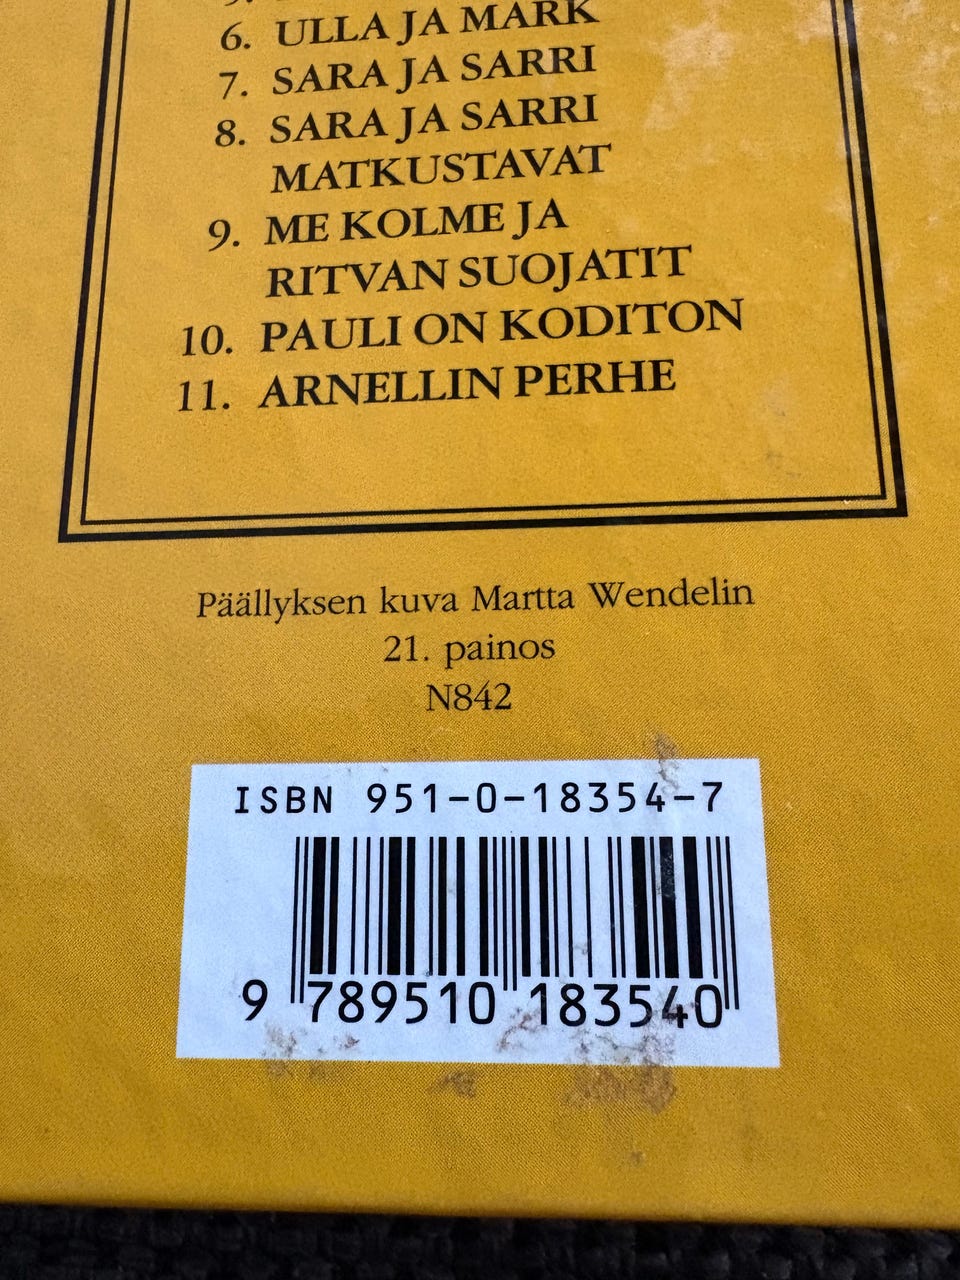 6. ULLA JA MARK
7. SARA JA SARRI
8. SARA JA SARRI
MATKUSTAVAT
9. ME KOLME JA
RITVAN SUOJATIT
10. PAULI ON KODITON
11. ARNELLIN PERHE
Päällyksen kuva Martta Wendelin
21. painos
N842
ISBN 951-0-18354-7
9 789510 183540